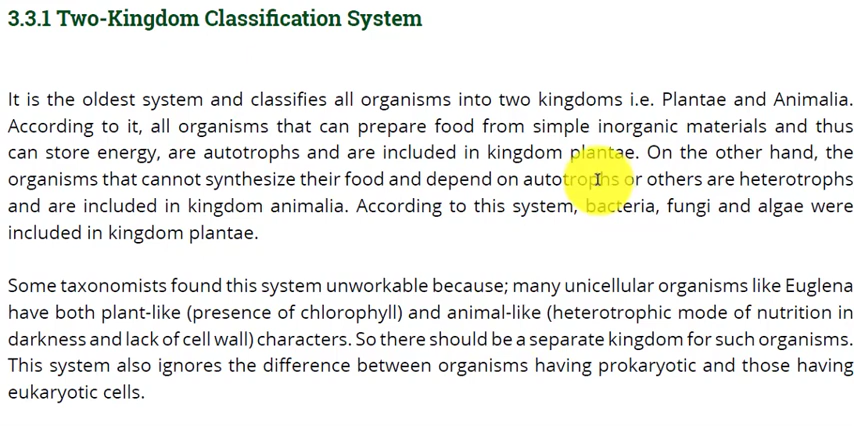 3.3.1 Two-Kingdom Classification System
It is the oldest system and classifies all organisms into two kingdoms i.e. Plantae and Animalia.
According to it, all organisms that can prepare food from simple inorganic materials and thus
can store energy, are autotrophs and are included in kingdom plantae. On the other hand, the
organisms that cannot synthesize their food and depend on autotrophs or others are heterotrophs
and are included in kingdom animalia. According to this system, bacteria, fungi and algae were
included in kingdom plantae.
Some taxonomists found this system unworkable because; many unicellular organisms like Euglena
have both plant-like (presence of chlorophyll) and animal-like (heterotrophic mode of nutrition in
darkness and lack of cell wall) characters. So there should be a separate kingdom for such organisms.
This system also ignores the difference between organisms having prokaryotic and those having
eukaryotic cells.